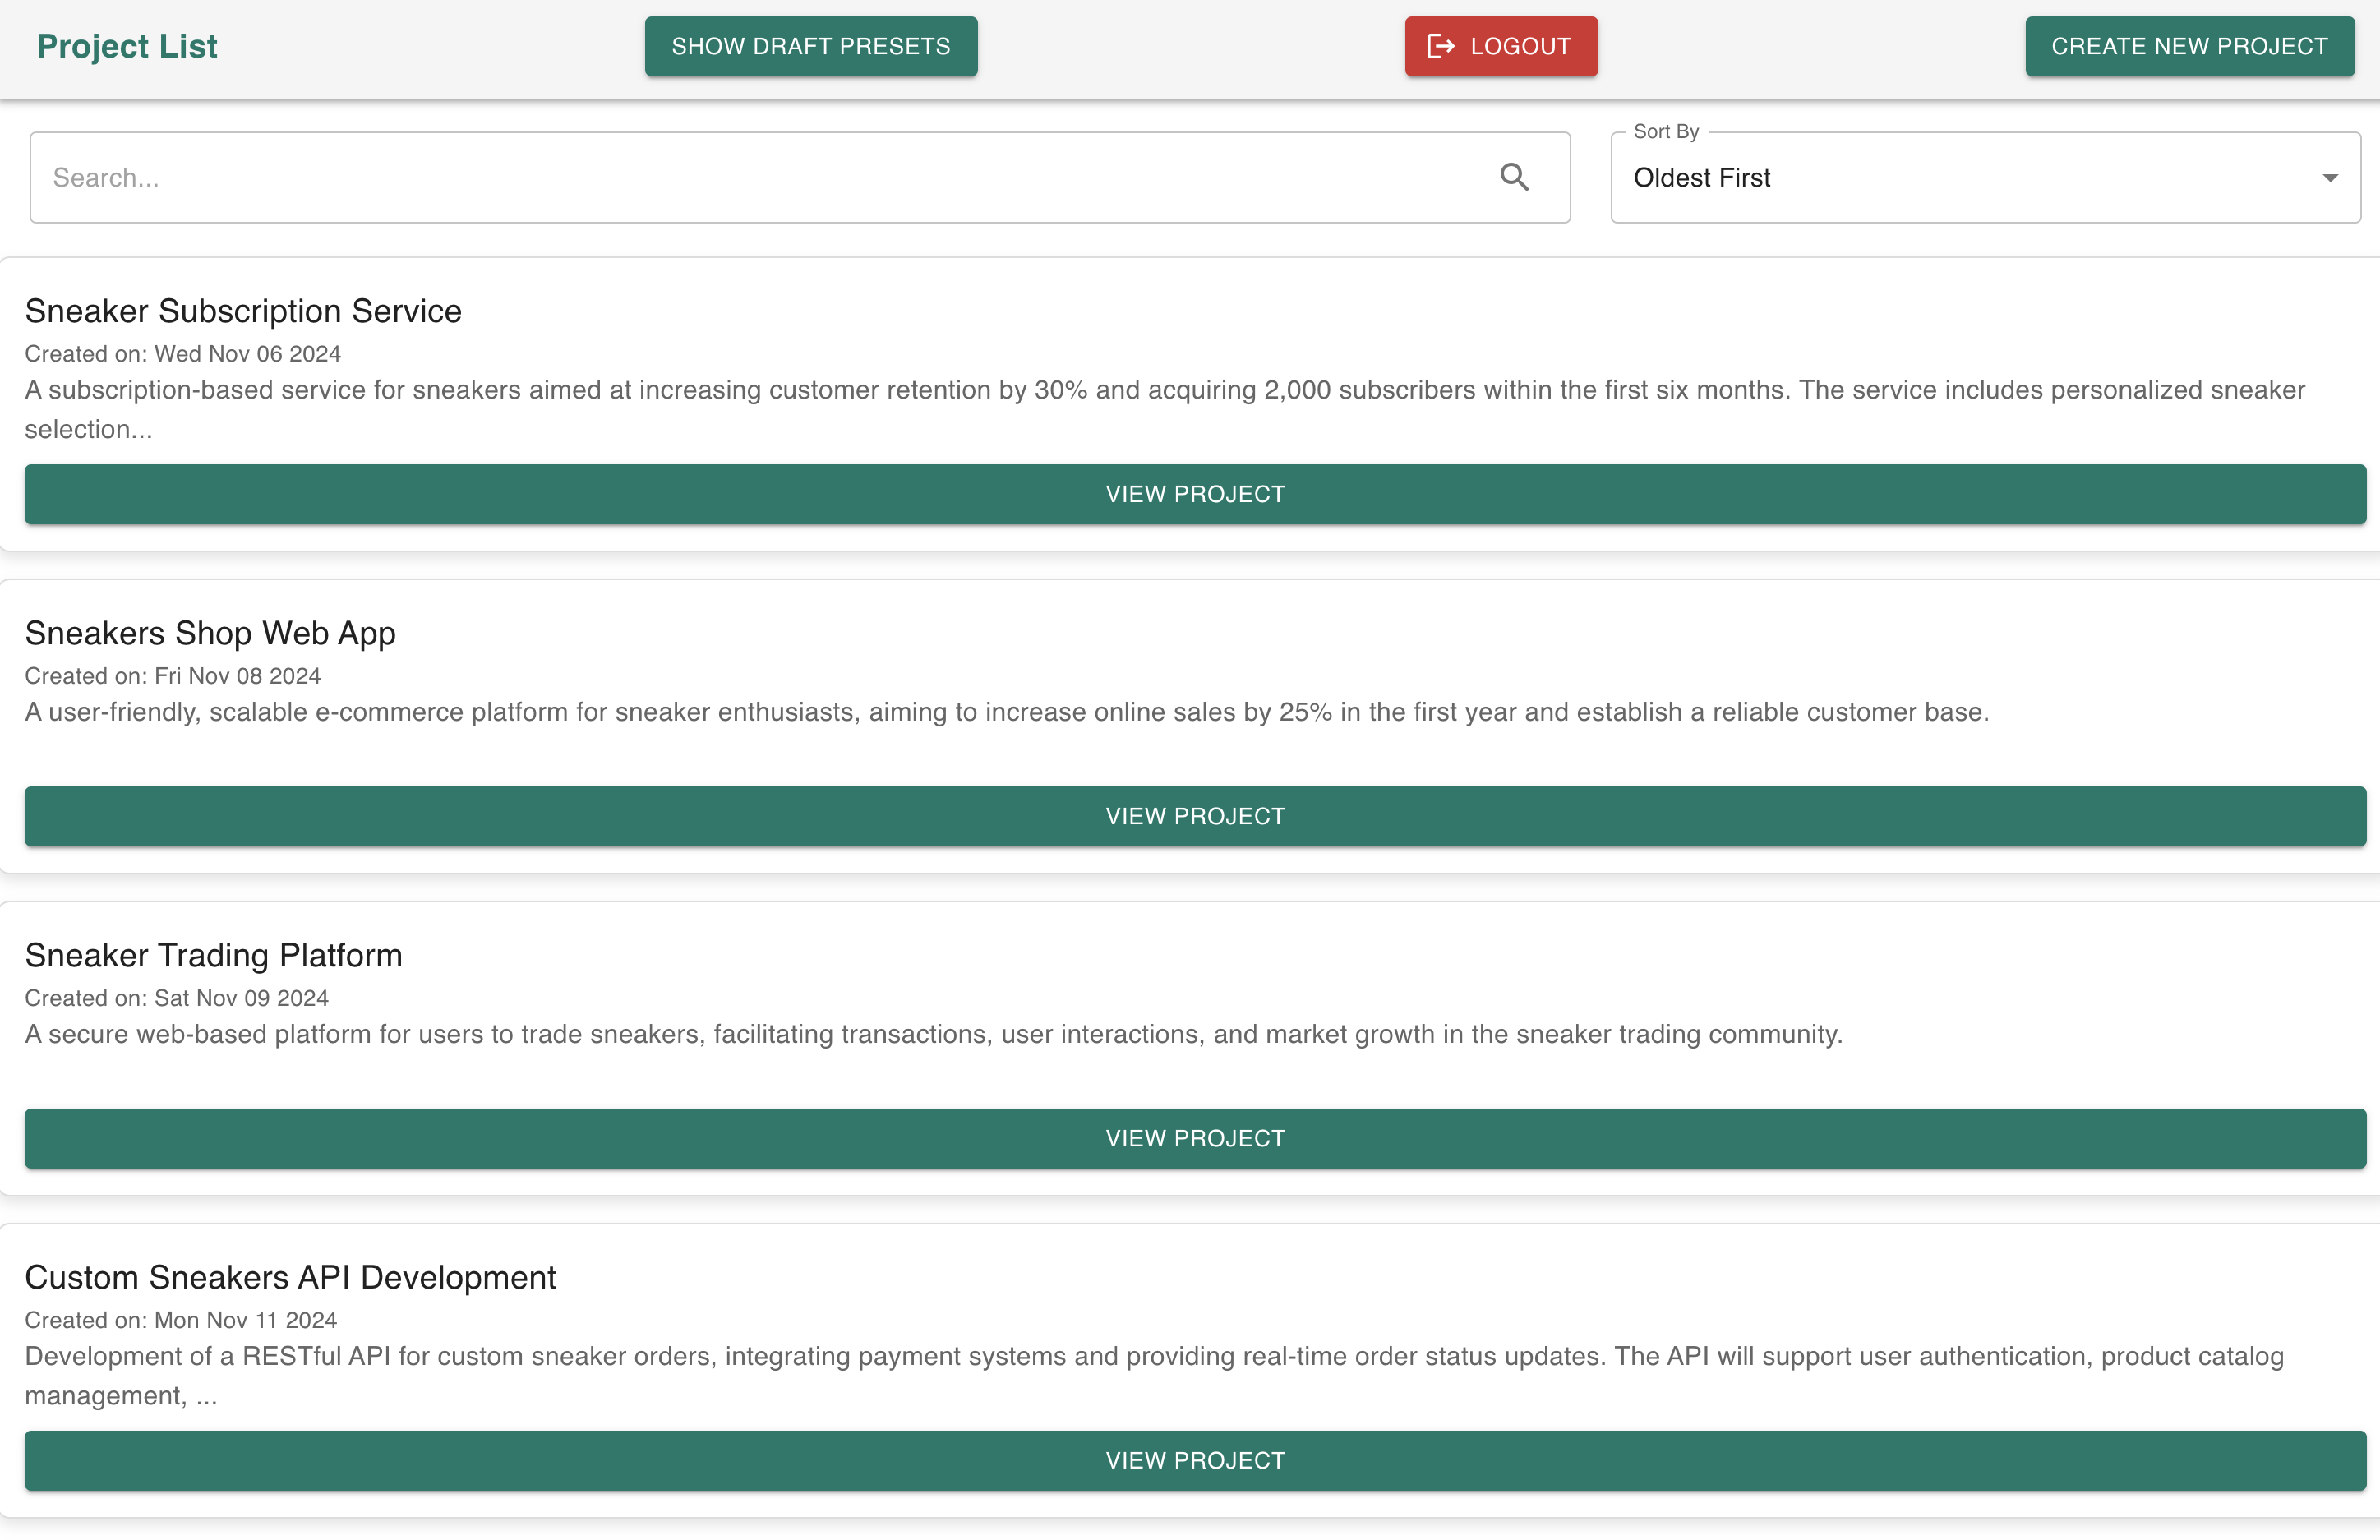 Project List
SHOW DRAFT PRESETS
LOGOUT
CREATE NEW PROJECT
Search...
Sort By
Oldest First
Sneaker Subscription Service
Created on: Wed Nov 06 2024
A subscription-based service for sneakers aimed at increasing customer retention by 30% and acquiring 2,000 subscribers within the first six months. The service includes personalized sneaker
selection...
VIEW PROJECT
Sneakers Shop Web App
Created on: Fri Nov 08 2024
A user-friendly, scalable e-commerce platform for sneaker enthusiasts, aiming to increase online sales by 25% in the first year and establish a reliable customer base.
VIEW PROJECT
Sneaker Trading Platform
Created on: Sat Nov 09 2024
A secure web-based platform for users to trade sneakers, facilitating transactions, user interactions, and market growth in the sneaker trading community.
VIEW PROJECT
Custom Sneakers API Development
Created on: Mon Nov 11 2024
Development of a RESTful API for custom sneaker orders, integrating payment systems and providing real-time order status updates. The API will support user authentication, product catalog
management, ...
VIEW PROJECT